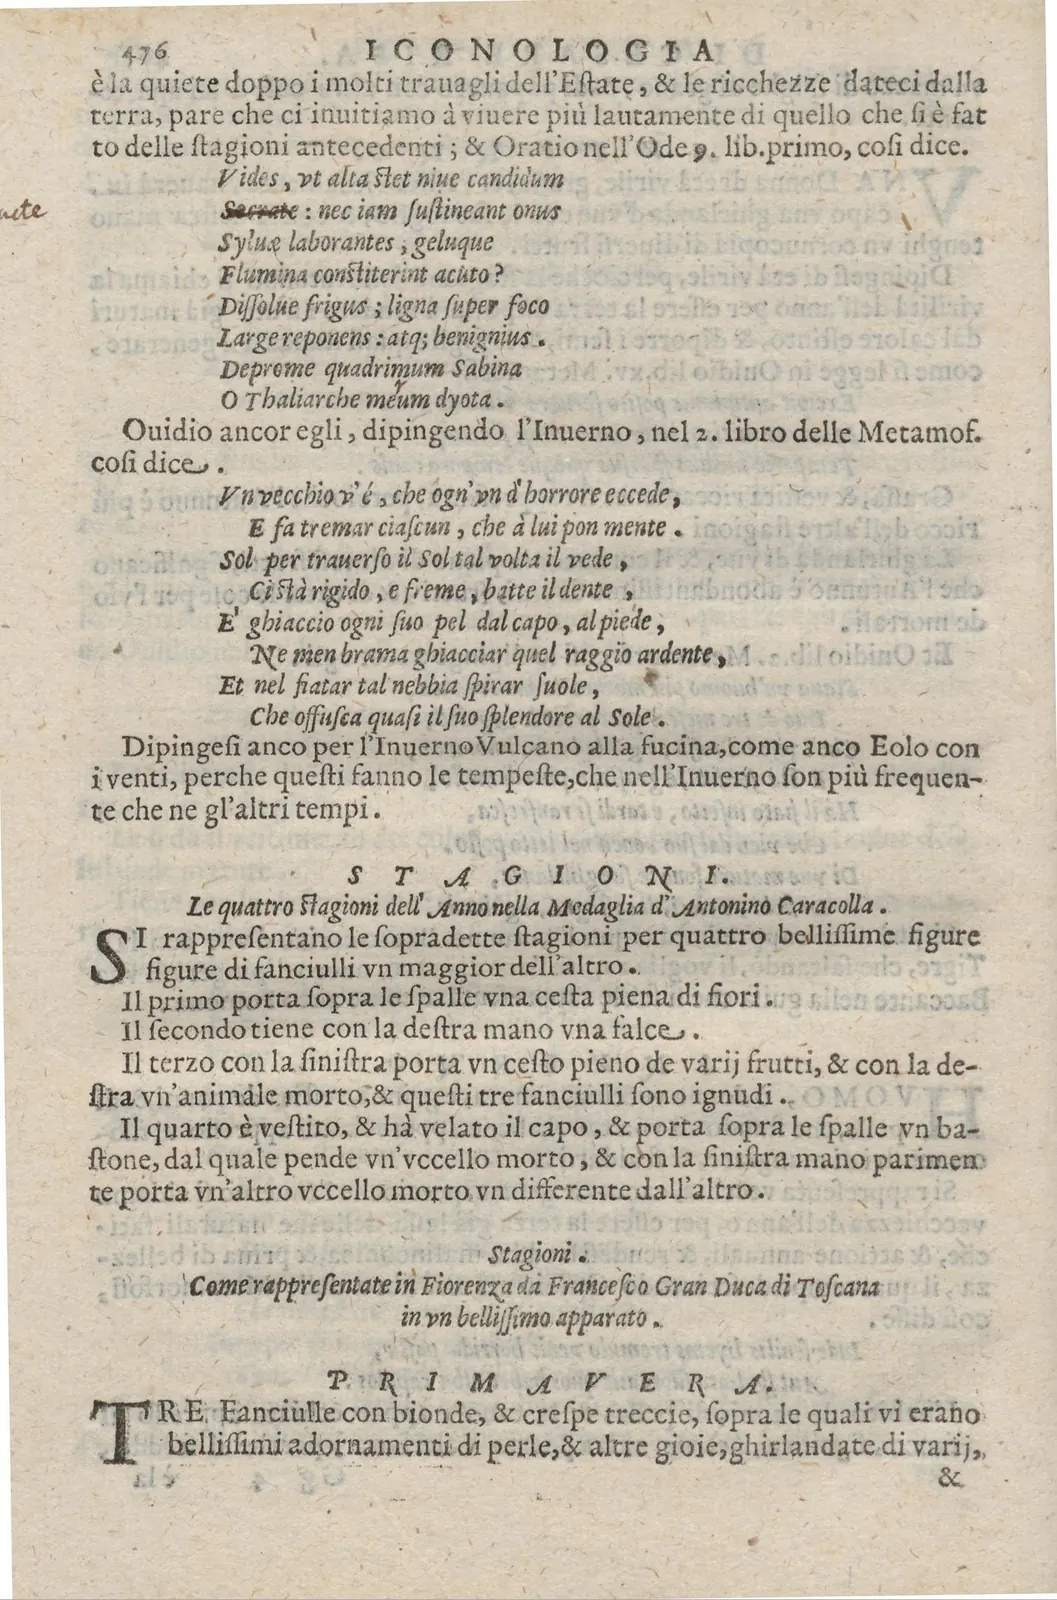 476 ICONOLOGIA
è la quiete doppo i molti trauagli dell'Eſtate, & le ricchezze dateci dalla
terra, pare che ci inuitiamo à viuere più lautamente di quello che ſi è fat
to delle ſtagioni antecedenti; & Oratio nell'Ode 9. lib.primo, coſi dice.
Vides, vt alta ſtet niue candidum
Socrate: nec iam ſuſtineant onus
Syluæ laborantes, geluque
Flumina conſtiterint acuto?
Diſſolue frigus; ligna ſuper foco
Large reponens: atq; benignius.
Deprome quadrimum Sabina
O Thaliarche meum dyota.
Ouidio ancor egli, dipingendo l'Inuerno, nel 2. libro delle Metamoſ.
coſi dice.
Vn vecchio v'é, che ogn'vn d'horrore eccede,
E fa tremar ciaſcun, che à lui pon mente.
Sol per trauerſo il Sol tal volta il vede,
Ci ſtà rigido, e freme, batte il dente,
E' ghiaccio ogni ſuo pel dal capo, al piede,
Ne men brama ghiacciar quel raggio ardente,
Et nel fiatar tal nebbia ſpirar ſuole,
Che offuſca quaſi il ſuo ſplendore al Sole.
Dipingeſi anco per l'Inuerno Vulcano alla fucina,come anco Eolo con
i venti, perche queſti fanno le tempeſte,che nell'Inuerno ſon più frequen-
te che ne gl'altri tempi.
STAGIONI.
Le quattro ſtagioni dell'Anno nella Medaglia d'Antonino Caracolla.
SI rappreſentano le ſopradette ſtagioni per quattro belliſſime figure
figure di fanciulli vn maggior dell'altro.
Il primo porta ſopra le ſpalle vna ceſta piena di fiori.
Il ſecondo tiene con la deſtra mano vna falce.
Il terzo con la ſiniſtra porta vn ceſto pieno de varij frutti, & con la de-
ſtra vn'animale morto,& queſti tre fanciulli ſono ignudi.
Il quarto è veſtito, & hà velato il capo, & porta ſopra le ſpalle vn ba-
ſtone, dal quale pende vn'vccello morto, & con la ſiniſtra mano parimen
te porta vn'altro vccello morto vn differente dall'altro.
Stagioni.
Come rappreſentate in Fiorenza da Franceſco Gran Duca di Toſcana
in vn belliſſimo apparato.
PRIMAVERA.
TRE Fanciulle con bionde, & creſpe treccie, ſopra le quali vi erano
belliſſimi adornamenti di perle,& altre gioie,ghirlandate di varij,
&